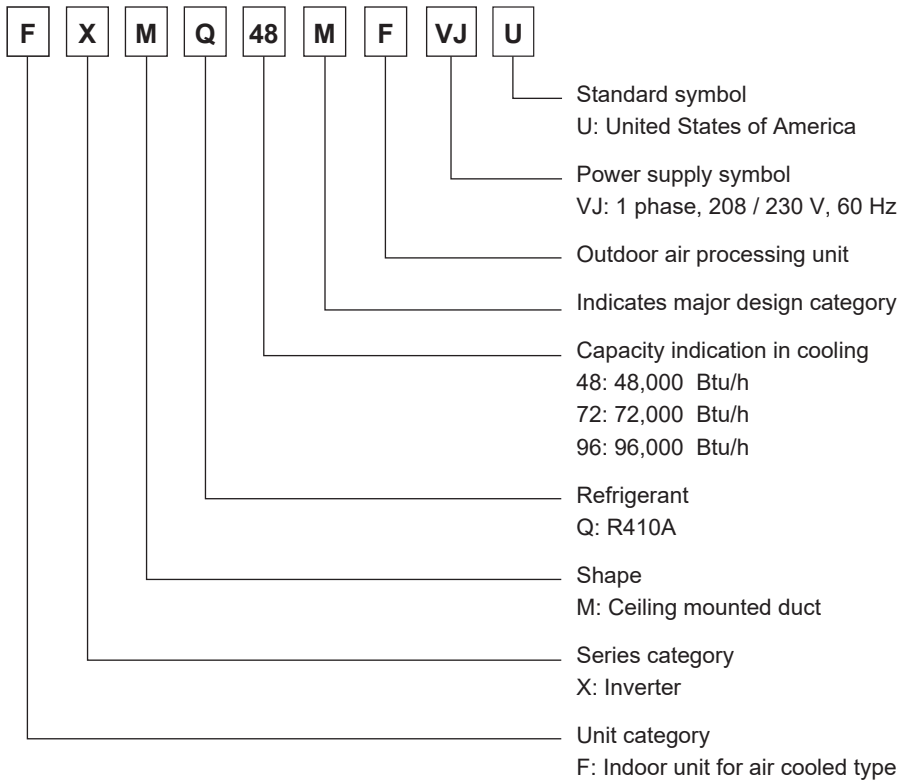 F X M Q 48 M F VJ U
Standard symbol
U: United States of America
Power supply symbol
VJ: 1 phase, 208 / 230 V, 60 Hz
Outdoor air processing unit
Indicates major design category
Capacity indication in cooling
48: 48,000 Btu/h
72: 72,000 Btu/h
96: 96,000 Btu/h
Refrigerant
Q: R410A
Shape
M: Ceiling mounted duct
Series category
X: Inverter
Unit category
F: Indoor unit for air cooled type